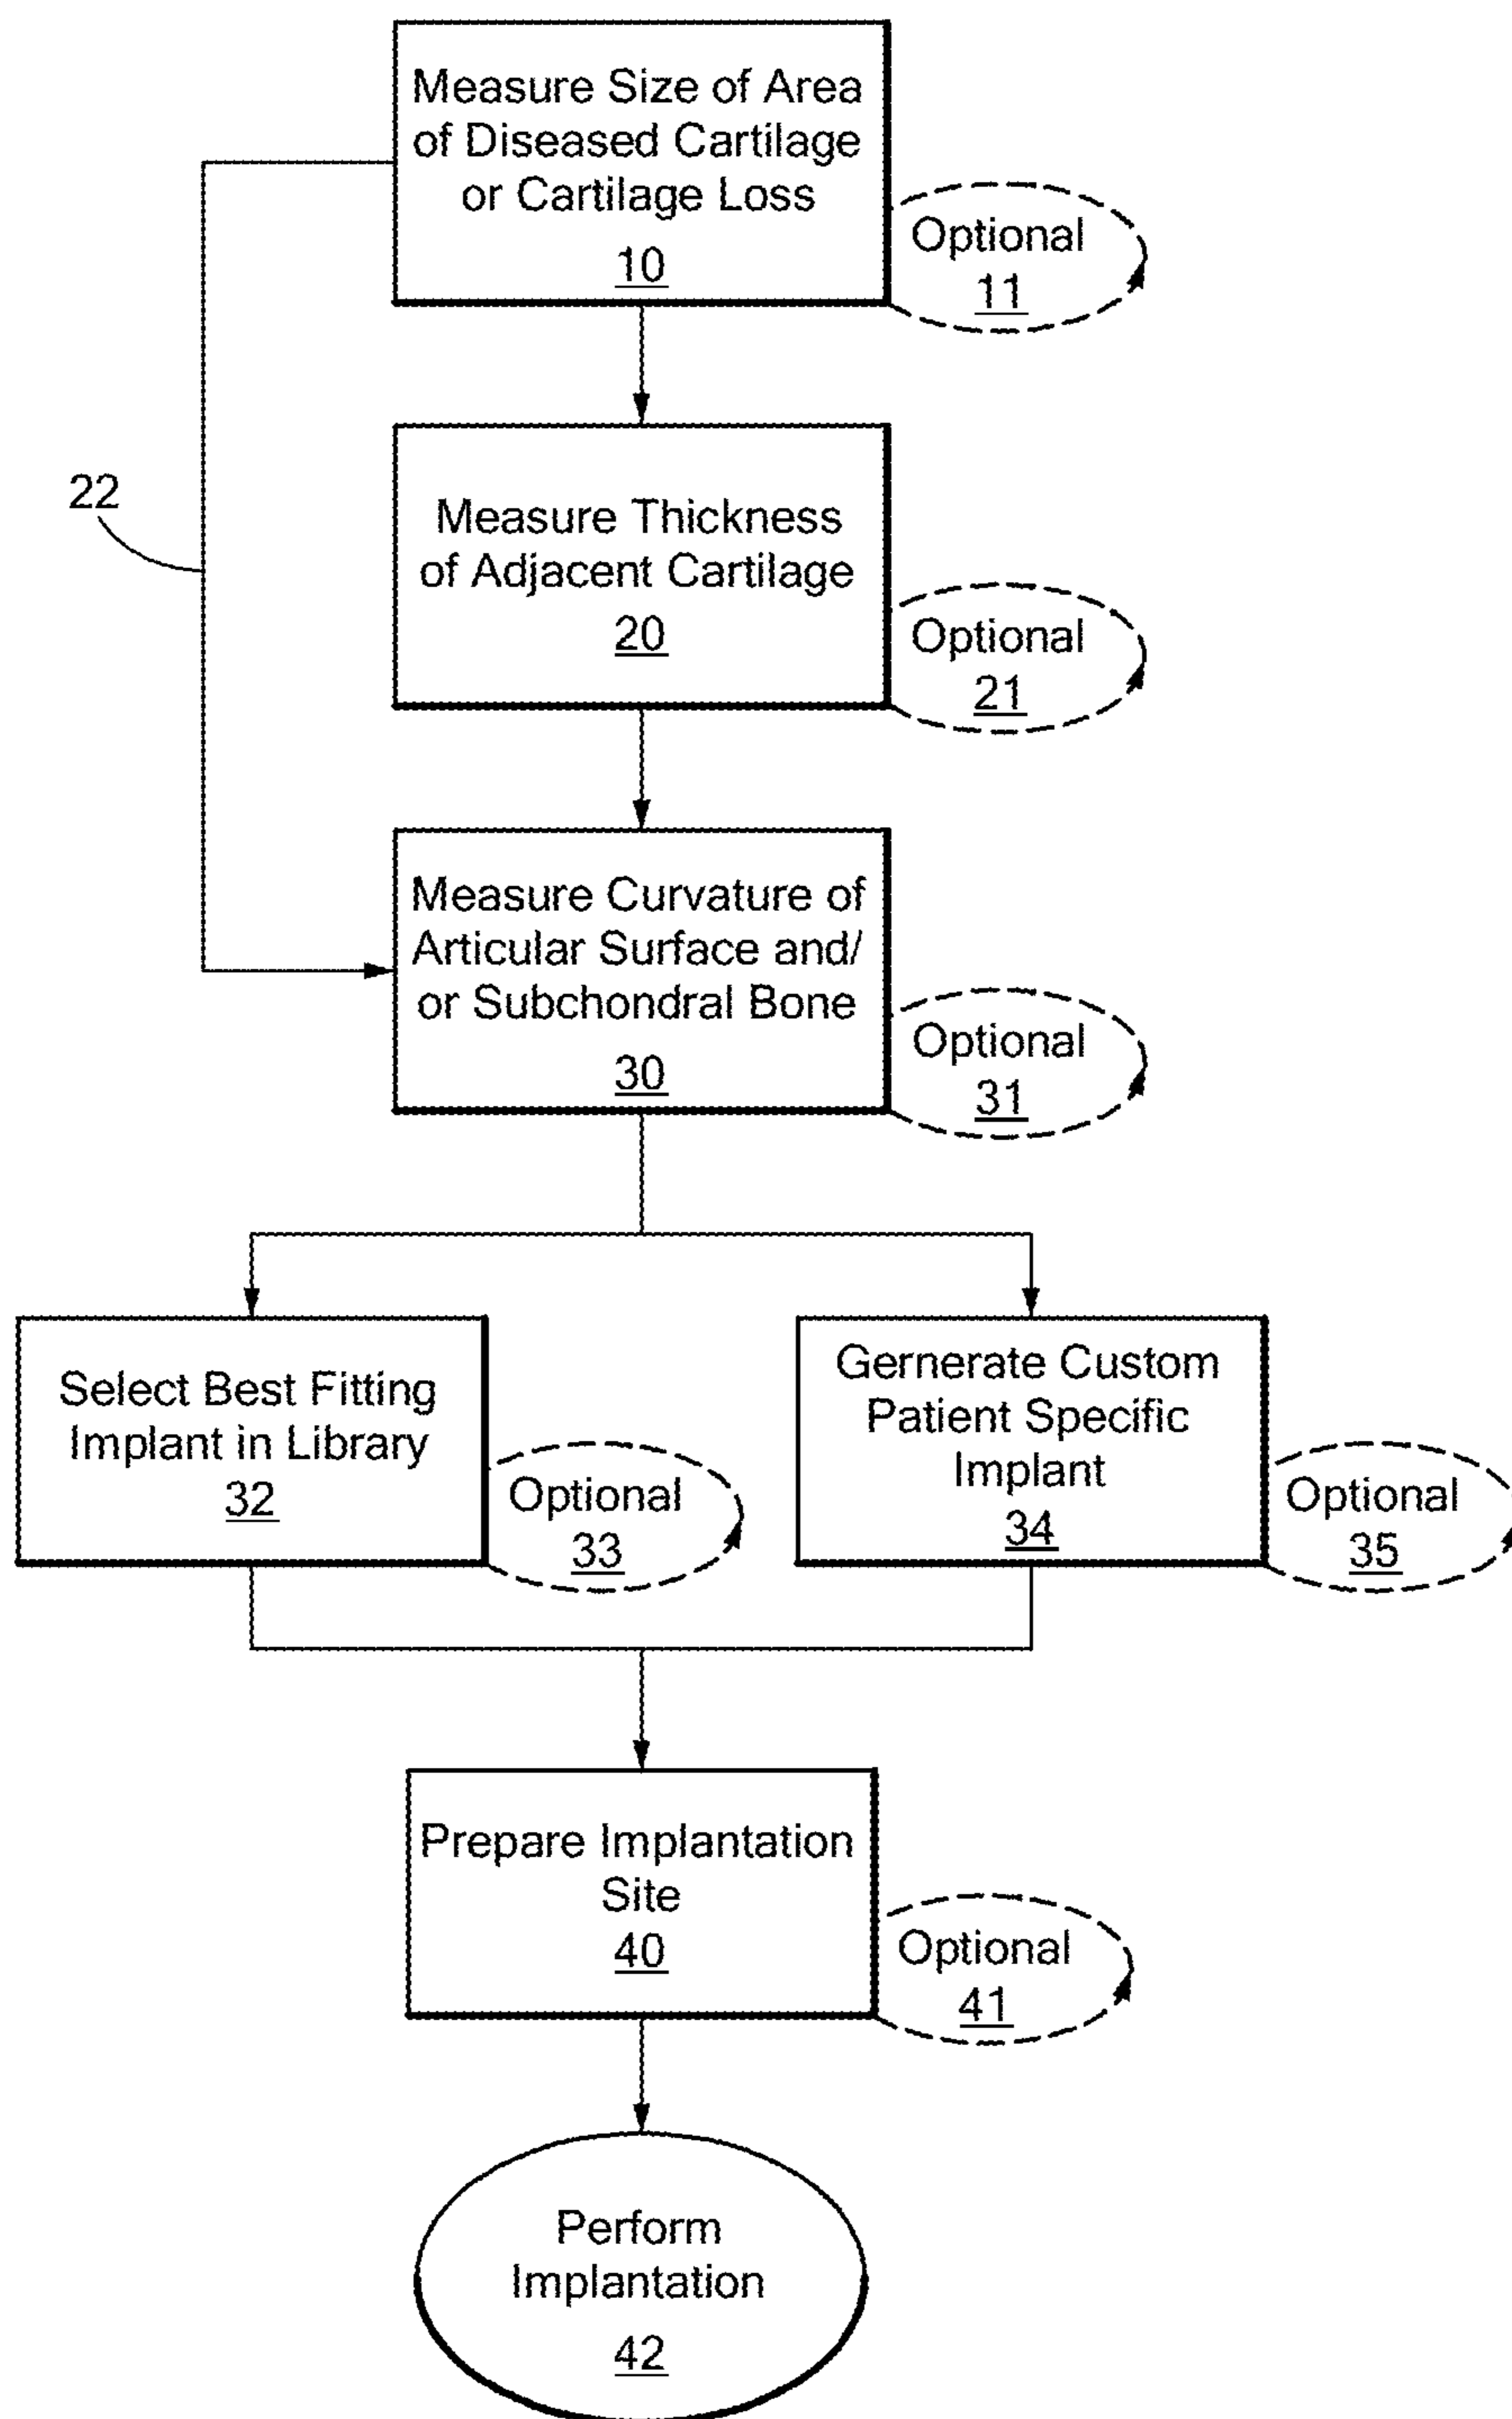 Measure Size of Area
of Diseased Cartilage
or Cartilage Loss
10
Optional
11
22
Measure Thickness
of Adjacent Cartilage
20
Optional
21
Measure Curvature of
Articular Surface and/
or Subchondral Bone
30
Optional
31
Select Best Fitting
Implant in Library
32
Optional
33
Gernerate Custom
Patient Specific
Implant
34
Optional
35
Prepare Implantation
Site
40
Optional
41
Perform
Implantation
42